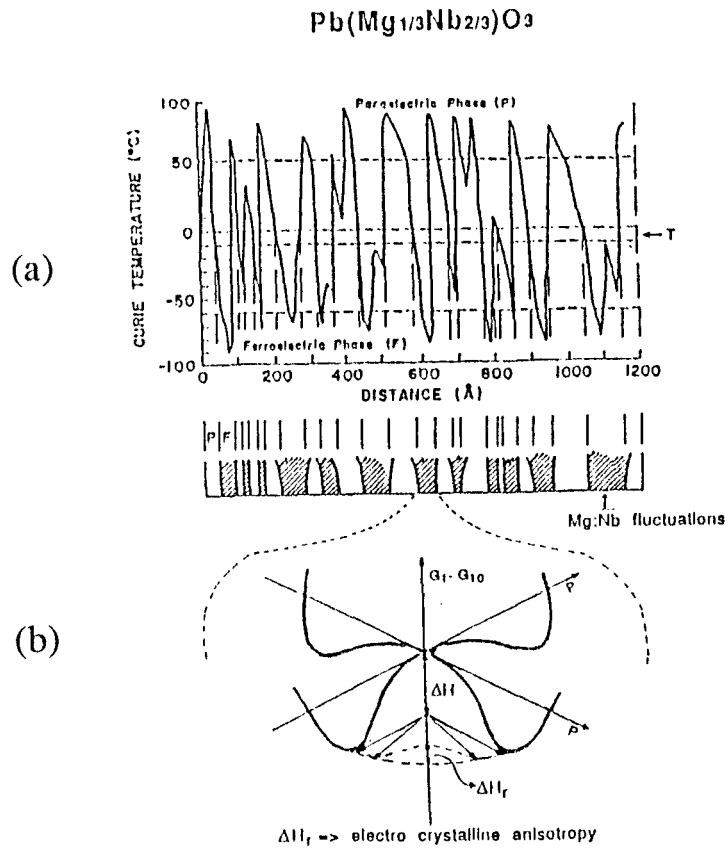 Pb(Mg1/3Nb2/3)O3
(a)
CURIE TEMPERATURE (°C)
100
50
0
-50
-100
Paraelectric Phase (P)
Ferroelectric Phase (F)
T
0
200
400
600
800
1000
1200
DISTANCE (Å)
P F
Mg:Nb fluctuations
(b)
G1 - G10
P
ΔH
P
ΔHr
ΔHr => electro crystalline anisotropy